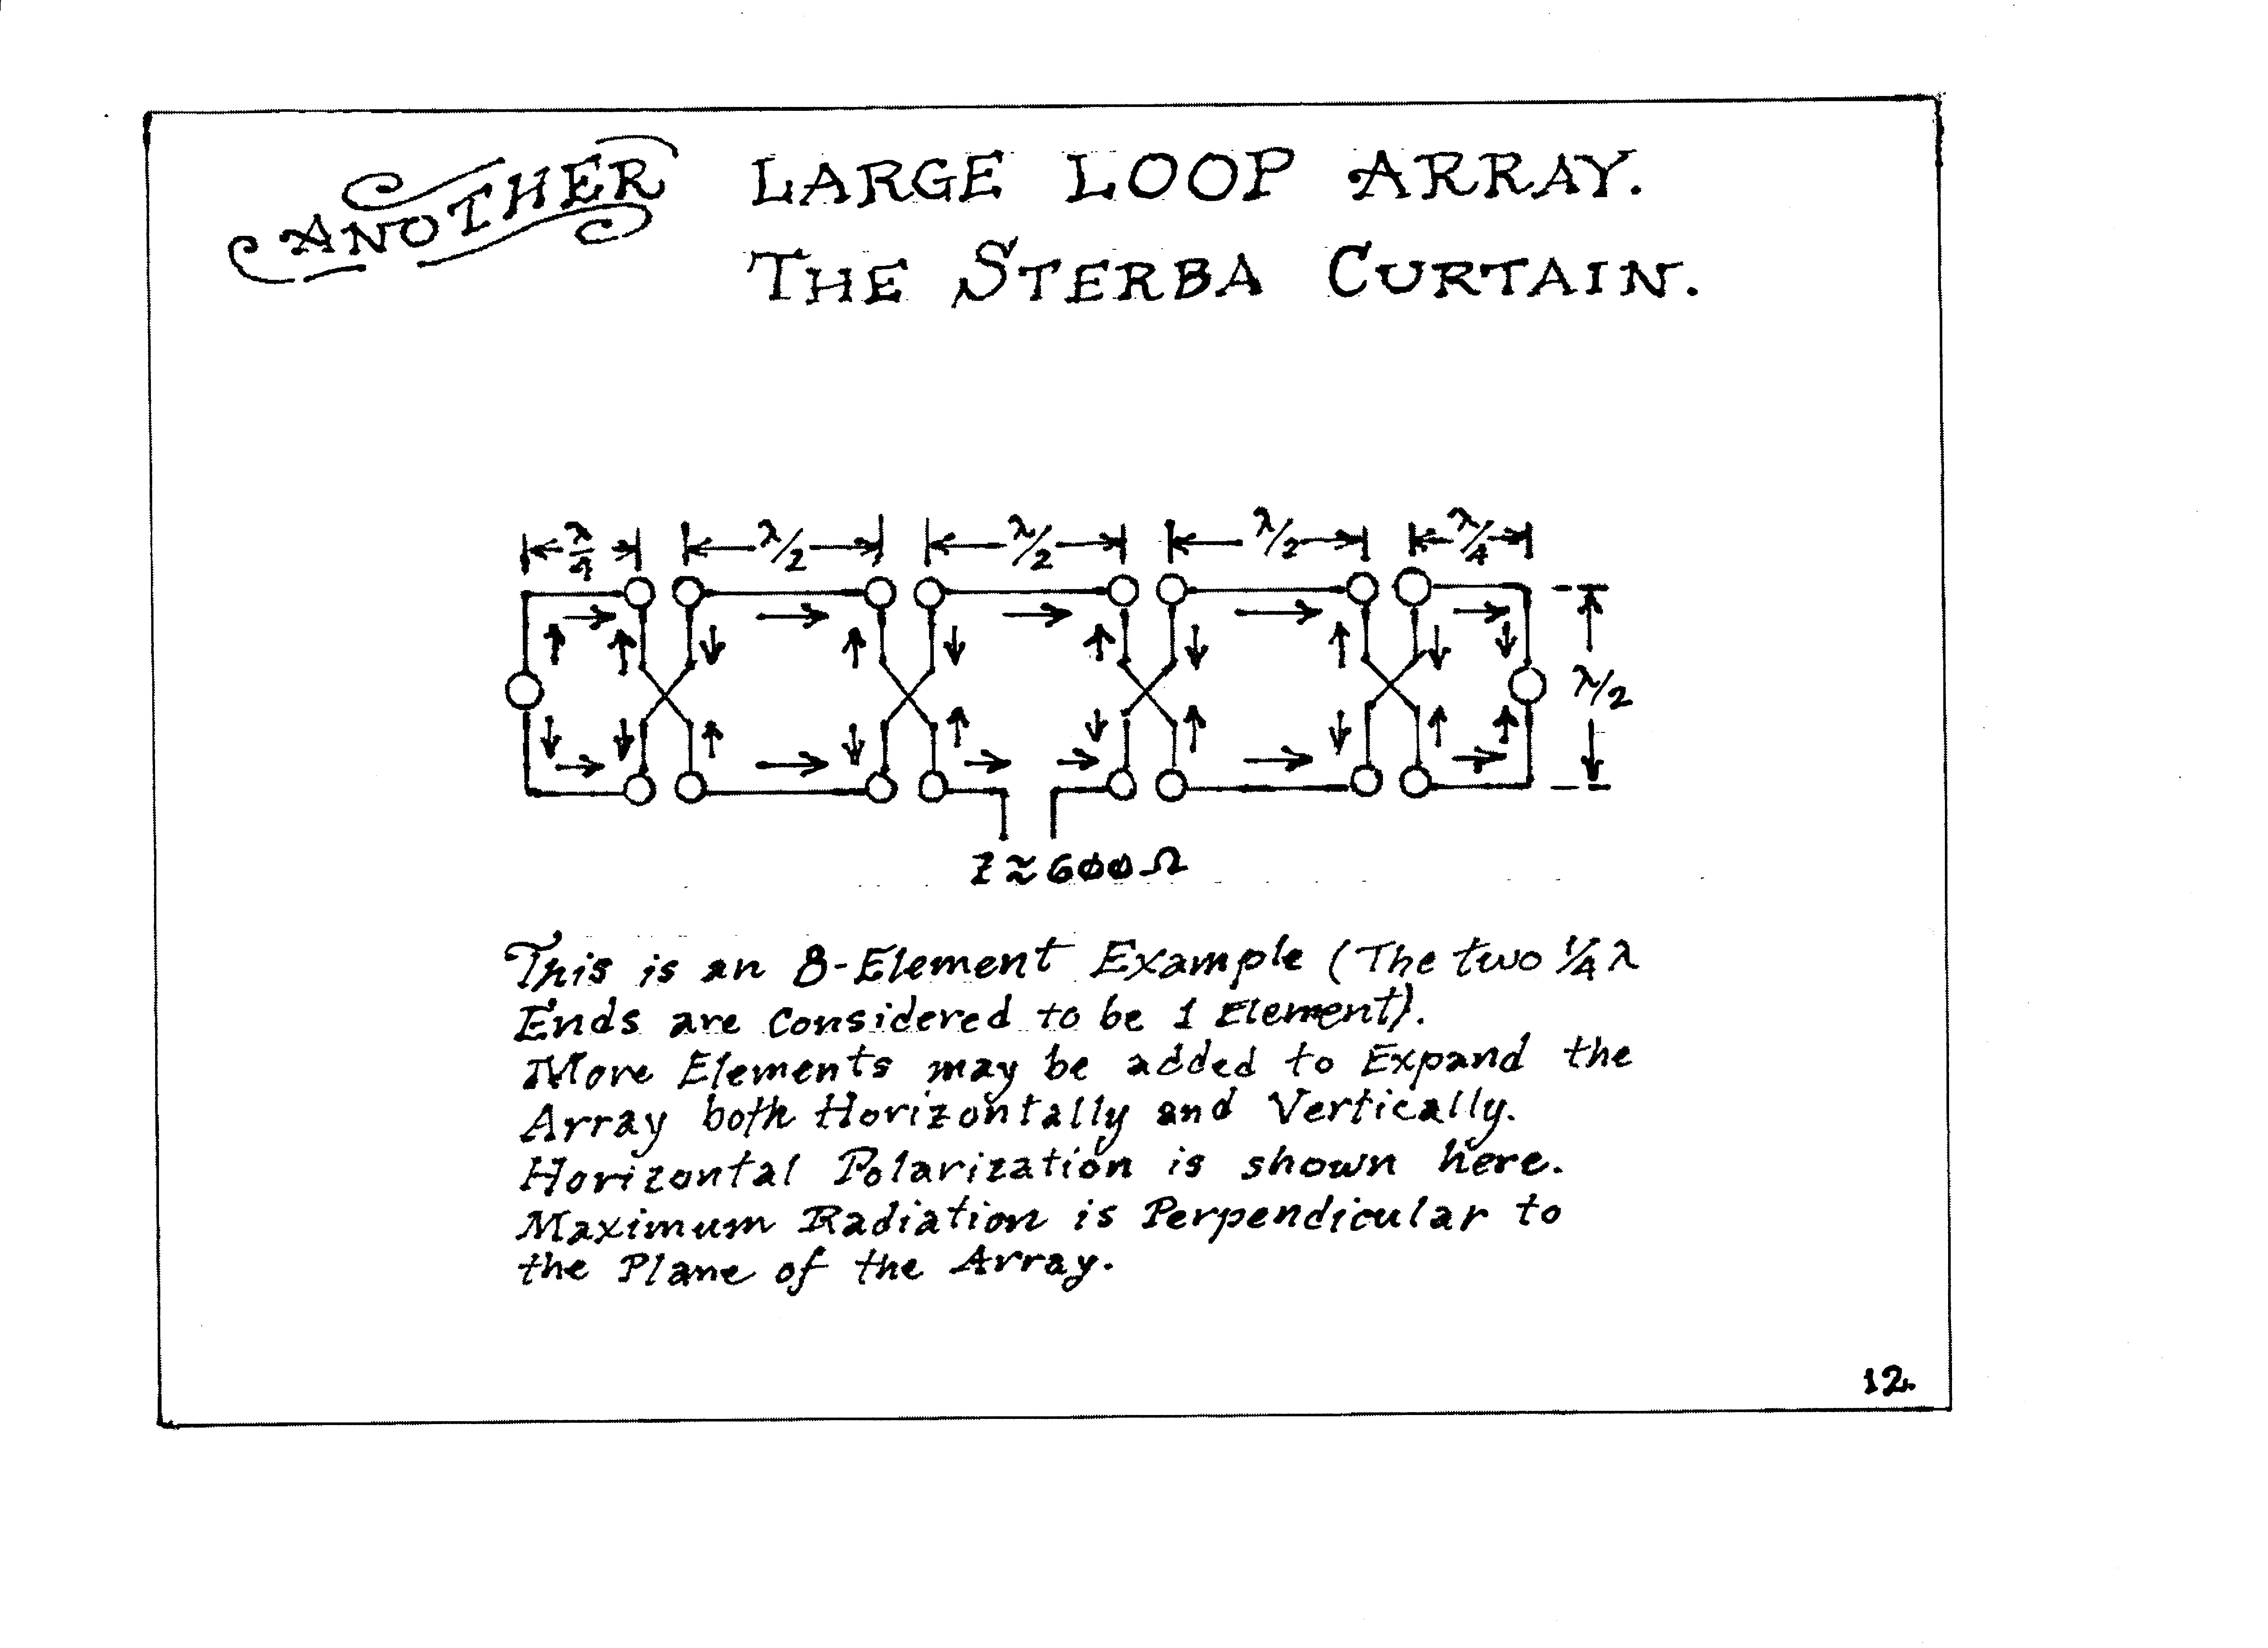 ANOTHER LARGE LOOP ARRAY.
THE STERBA CURTAIN.
λ/4 λ/2 λ/2 λ/2 λ/4
λ/2
Z ≈ 600 Ω
This is an 8-Element Example (The two 1/4 λ
Ends are Considered to be 1 Element).
More Elements may be added to Expand the
Array both Horizontally and Vertically.
Horizontal Polarization is shown here.
Maximum Radiation is Perpendicular to
the Plane of the Array.
12.